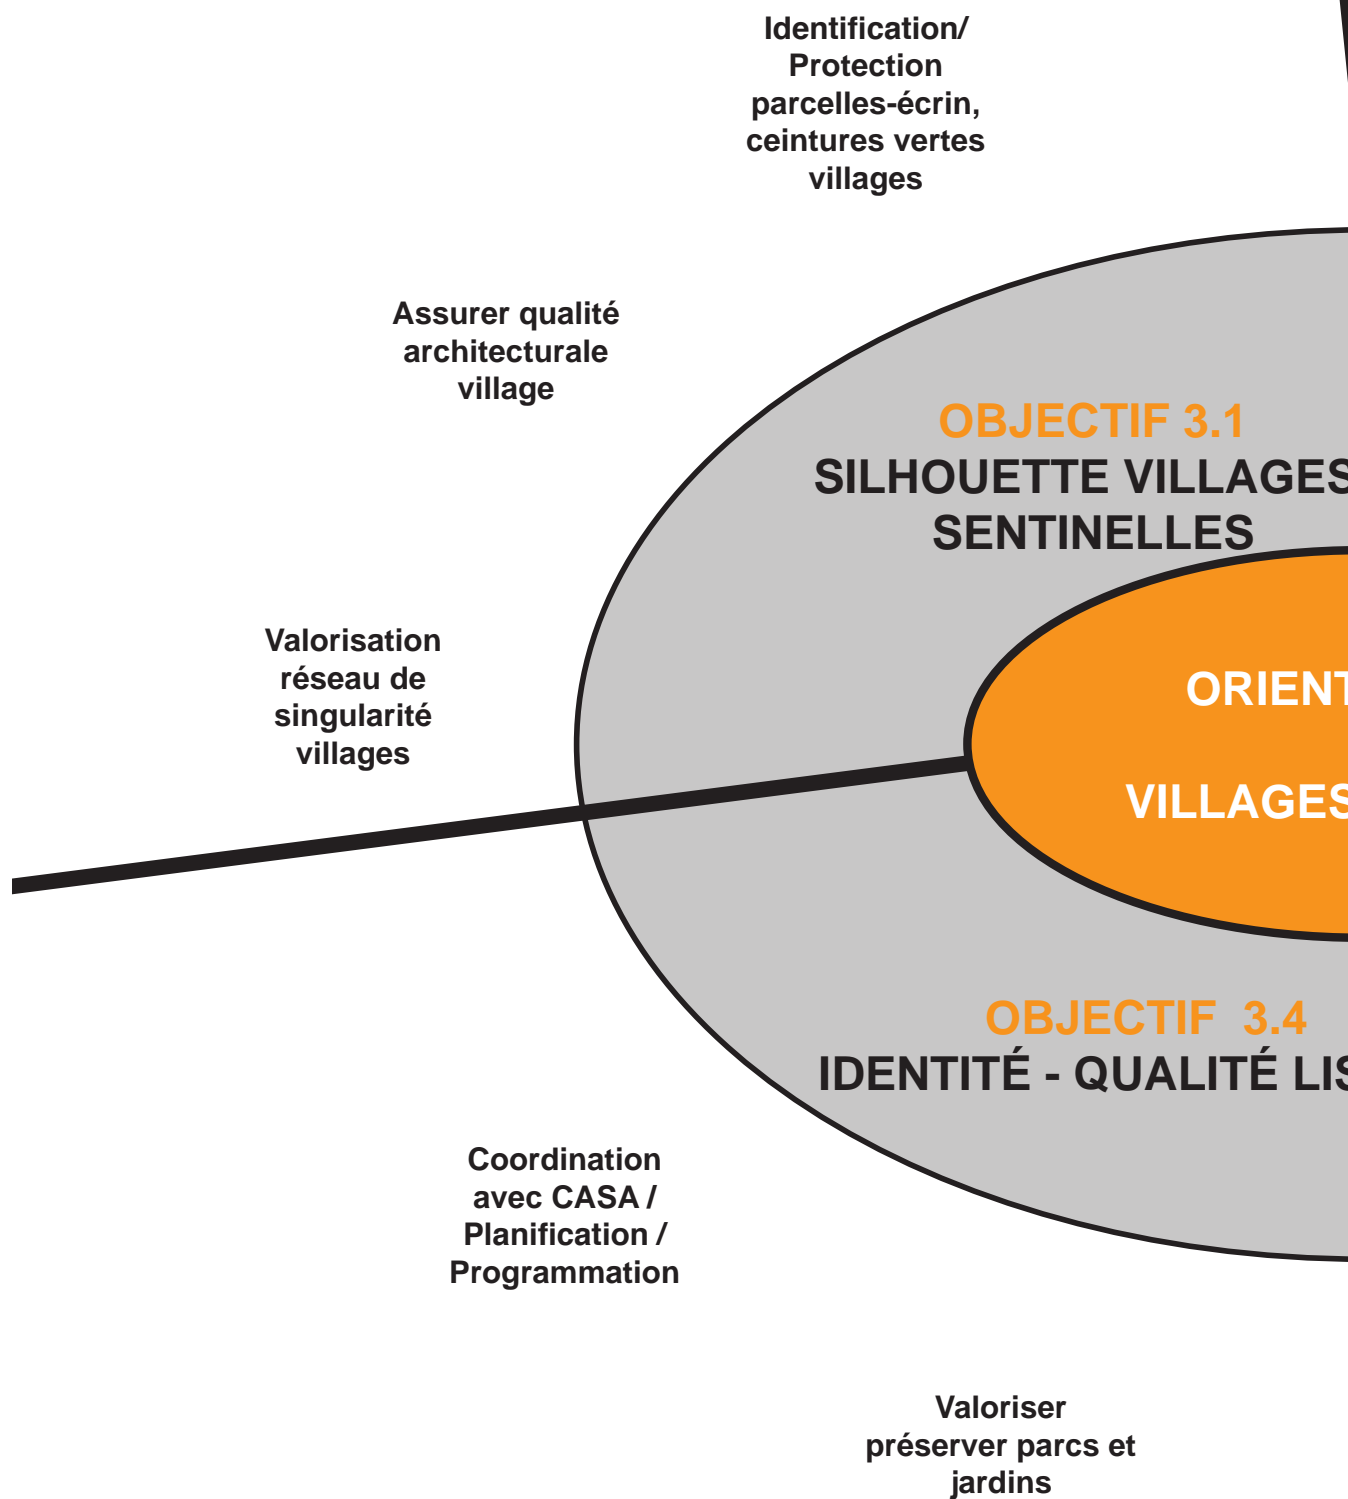 Identification/
Protection
parcelles-écrin,
ceintures vertes
villages
Assurer qualité
architecturale
village
OBJECTIF 3.1
SILHOUETTE VILLAGES
SENTINELLES
Valorisation
réseau de
singularité
villages
ORIENT
VILLAGES
OBJECTIF 3.4
IDENTITÉ - QUALITÉ LIS
Coordination
avec CASA /
Planification /
Programmation
Valoriser
préserver parcs et
jardins